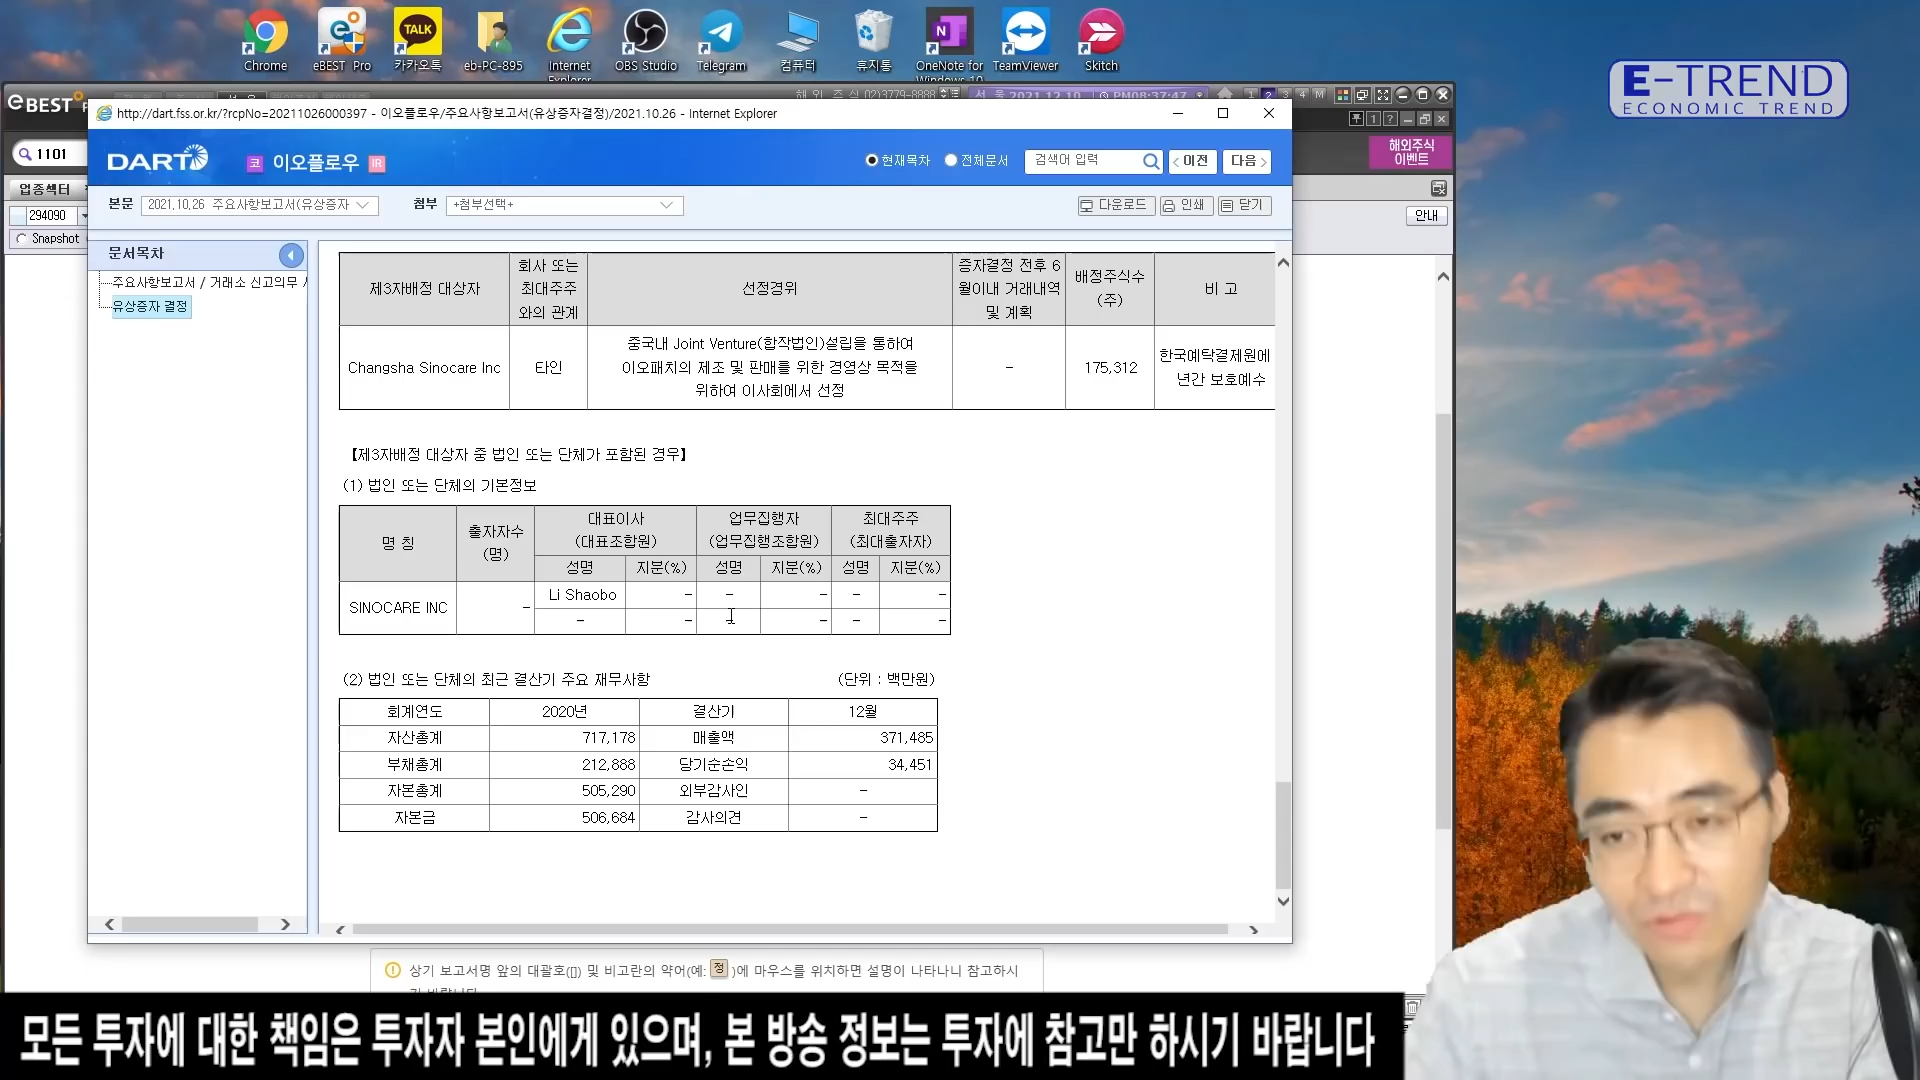 Chrome
eBEST Pro
TALK
카카오톡
eb-PC-895
Internet
Explorer
OBS Studio
Telegram
컴퓨터
휴지통
OneNote for
Windows 10
TeamViewer
Skitch
E-TREND
ECONOMIC TREND
eBEST
해 외 주 식 02)3779-8888
서 울 2021.12.10
PM08:37:47
http://dart.fss.or.kr/?rcpNo=20211026000397 - 이오플로우/주요사항보고서(유상증자결정)/2021.10.26 - Internet Explorer
1101
해외주식
이벤트
업종섹터
294090
Snapshot
안내
DART
코 이오플로우 IR
현재목차
전체문서
검색어 입력
이전
다음
본문
2021.10.26 주요사항보고서(유상증자
첨부
+첨부선택+
다운로드
인쇄
닫기
문서목차
주요사항보고서 / 거래소 신고의무
유상증자 결정
제3자배정 대상자
회사 또는
최대주주
와의 관계
선정경위
증자결정 전후 6
월이내 거래내역
및 계획
배정주식수
(주)
비 고
Changsha Sinocare Inc
타인
중국내 Joint Venture(합작법인)설립을 통하여
이오패치의 제조 및 판매를 위한 경영상 목적을
위하여 이사회에서 선정
-
175,312
한국예탁결제원에
년간 보호예수
【제3자배정 대상자 중 법인 또는 단체가 포함된 경우】
(1) 법인 또는 단체의 기본정보
명 칭
출자자수
(명)
대표이사
(대표조합원)
업무집행자
(업무집행조합원)
최대주주
(최대출자자)
성명 지분(%) 성명 지분(%) 성명 지분(%)
SINOCARE INC
-
Li Shaobo - - - - -
- - - - - -
(2) 법인 또는 단체의 최근 결산기 주요 재무사항
(단위 : 백만원)
회계연도 2020년 결산기 12월
자산총계 717,178 매출액 371,485
부채총계 212,888 당기순손익 34,451
자본총계 505,290 외부감사인 -
자본금 506,684 감사의견 -
상기 보고서명 앞의 대괄호([]) 및 비고란의 약어(예: 정 )에 마우스를 위치하면 설명이 나타나니 참고하시
모든 투자에 대한 책임은 투자자 본인에게 있으며, 본 방송 정보는 투자에 참고만 하시기 바랍니다